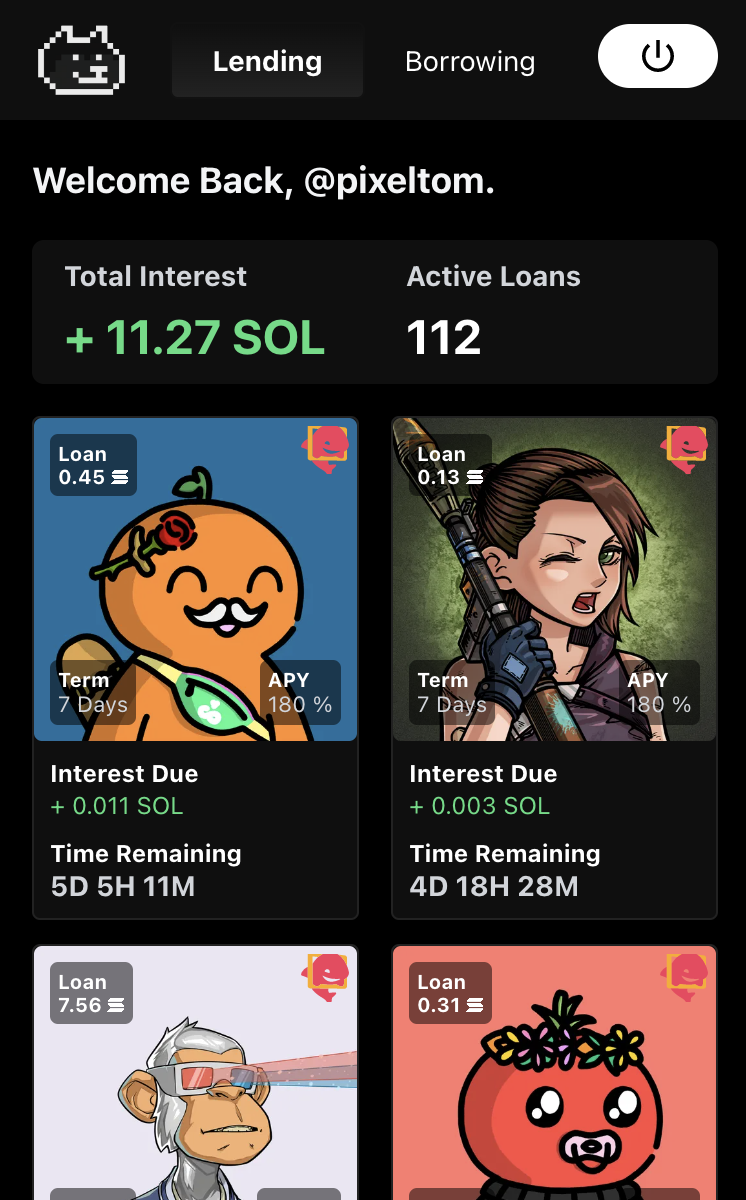 Lending
Borrowing
Welcome Back, @pixeltom.
Total Interest
Active Loans
+ 11.27 SOL
112
Loan
0.45
Term
7 Days
APY
180 %
Interest Due
+ 0.011 SOL
Time Remaining
5D 5H 11M
Loan
0.13
Term
7 Days
APY
180 %
Interest Due
+ 0.003 SOL
Time Remaining
4D 18H 28M
Loan
7.56
Loan
0.31